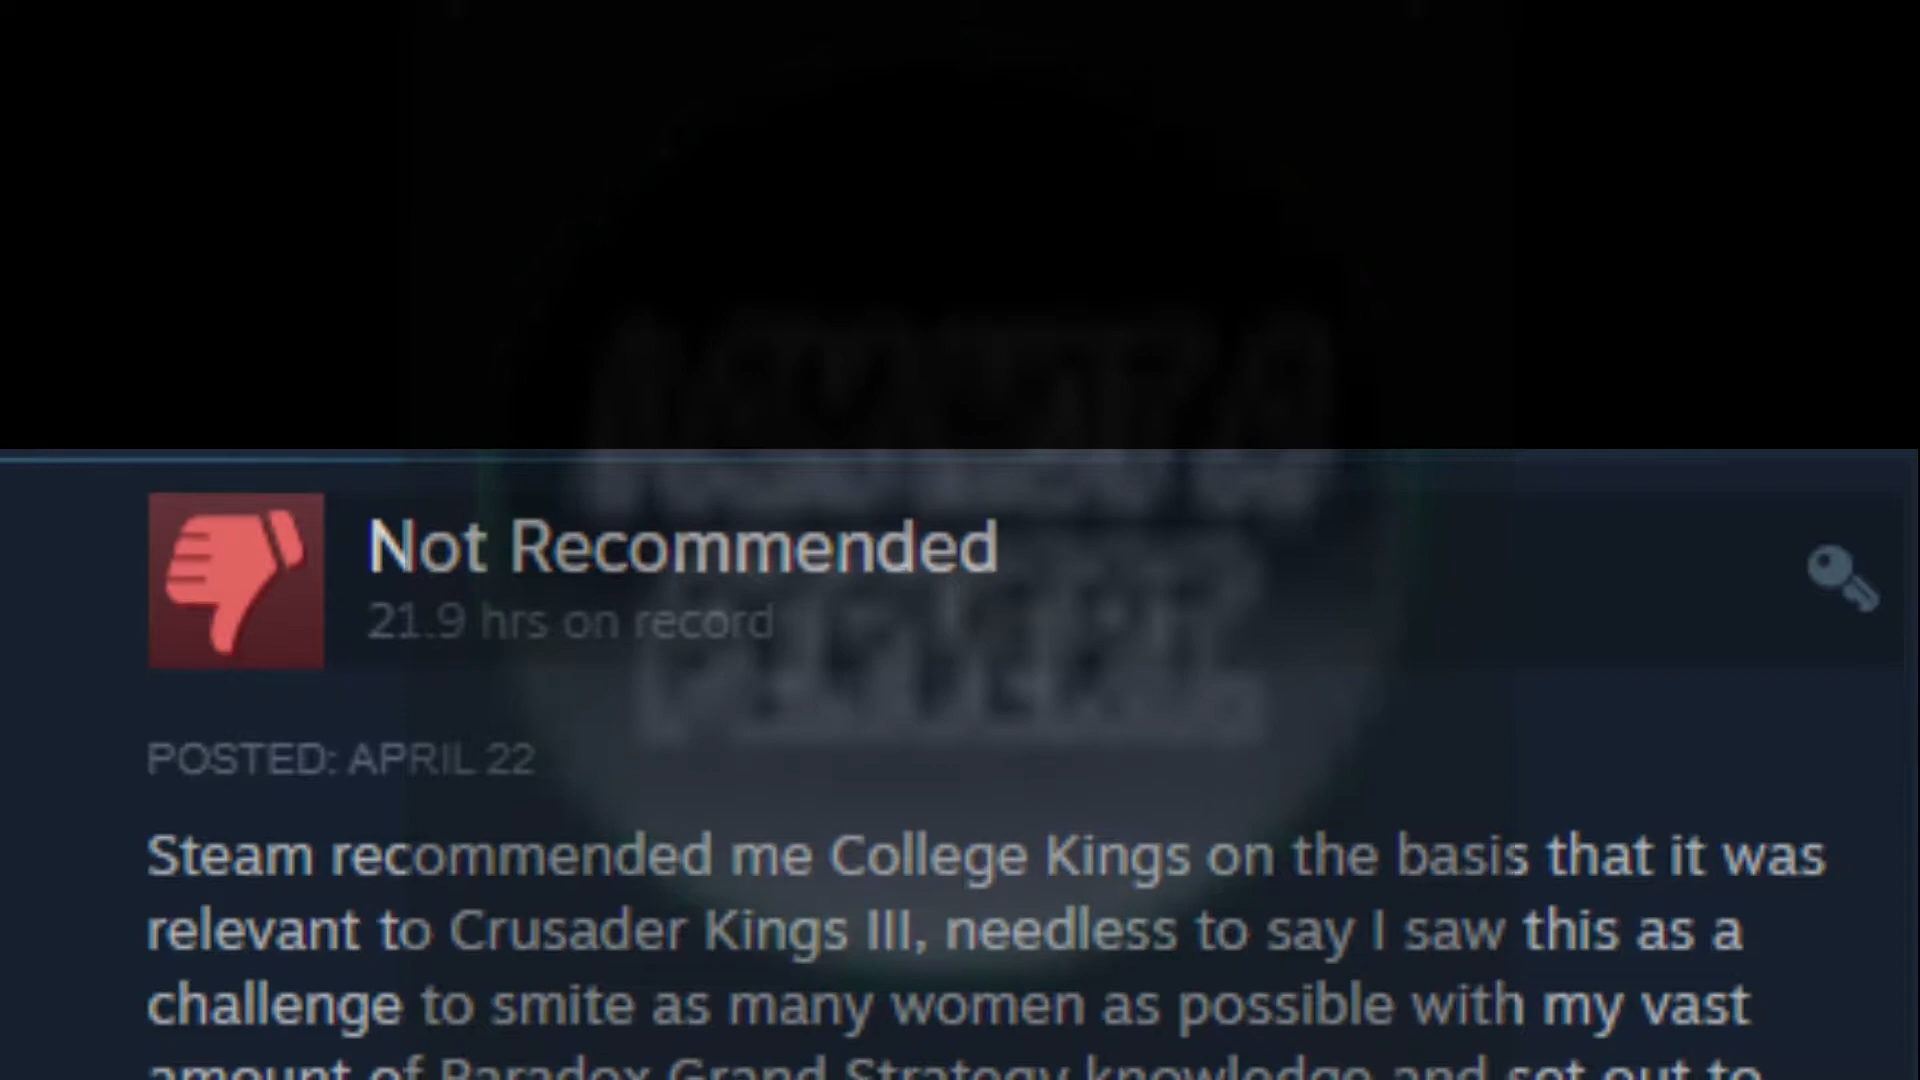 Not Recommended
21.9 hrs on record
POSTED: APRIL 22
Steam recommended me College Kings on the basis that it was
relevant to Crusader Kings III, needless to say I saw this as a
challenge to smite as many women as possible with my vast
amount of Paradox Grand Strategy knowledge and set out to